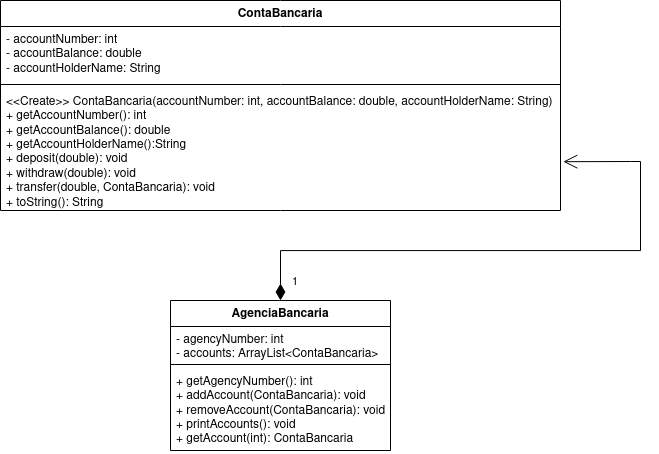 ContaBancaria
- accountNumber: int
- accountBalance: double
- accountHolderName: String
<<Create>> ContaBancaria(accountNumber: int, accountBalance: double, accountHolderName: String)
+ getAccountNumber(): int
+ getAccountBalance(): double
+ getAccountHolderName():String
+ deposit(double): void
+ withdraw(double): void
+ transfer(double, ContaBancaria): void
+ toString(): String
1
AgenciaBancaria
- agencyNumber: int
- accounts: ArrayList<ContaBancaria>
+ getAgencyNumber(): int
+ addAccount(ContaBancaria): void
+ removeAccount(ContaBancaria): void
+ printAccounts(): void
+ getAccount(int): ContaBancaria